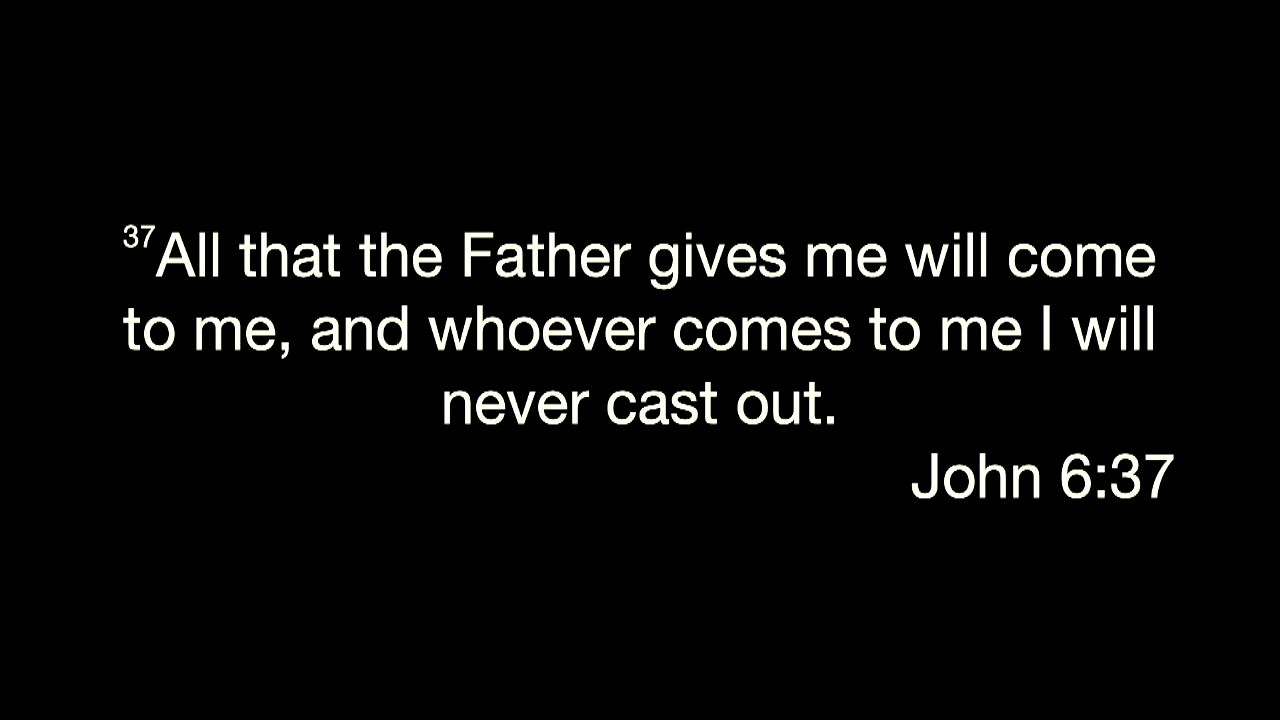 37All that the Father gives me will come
to me, and whoever comes to me I will
never cast out.
John 6:37